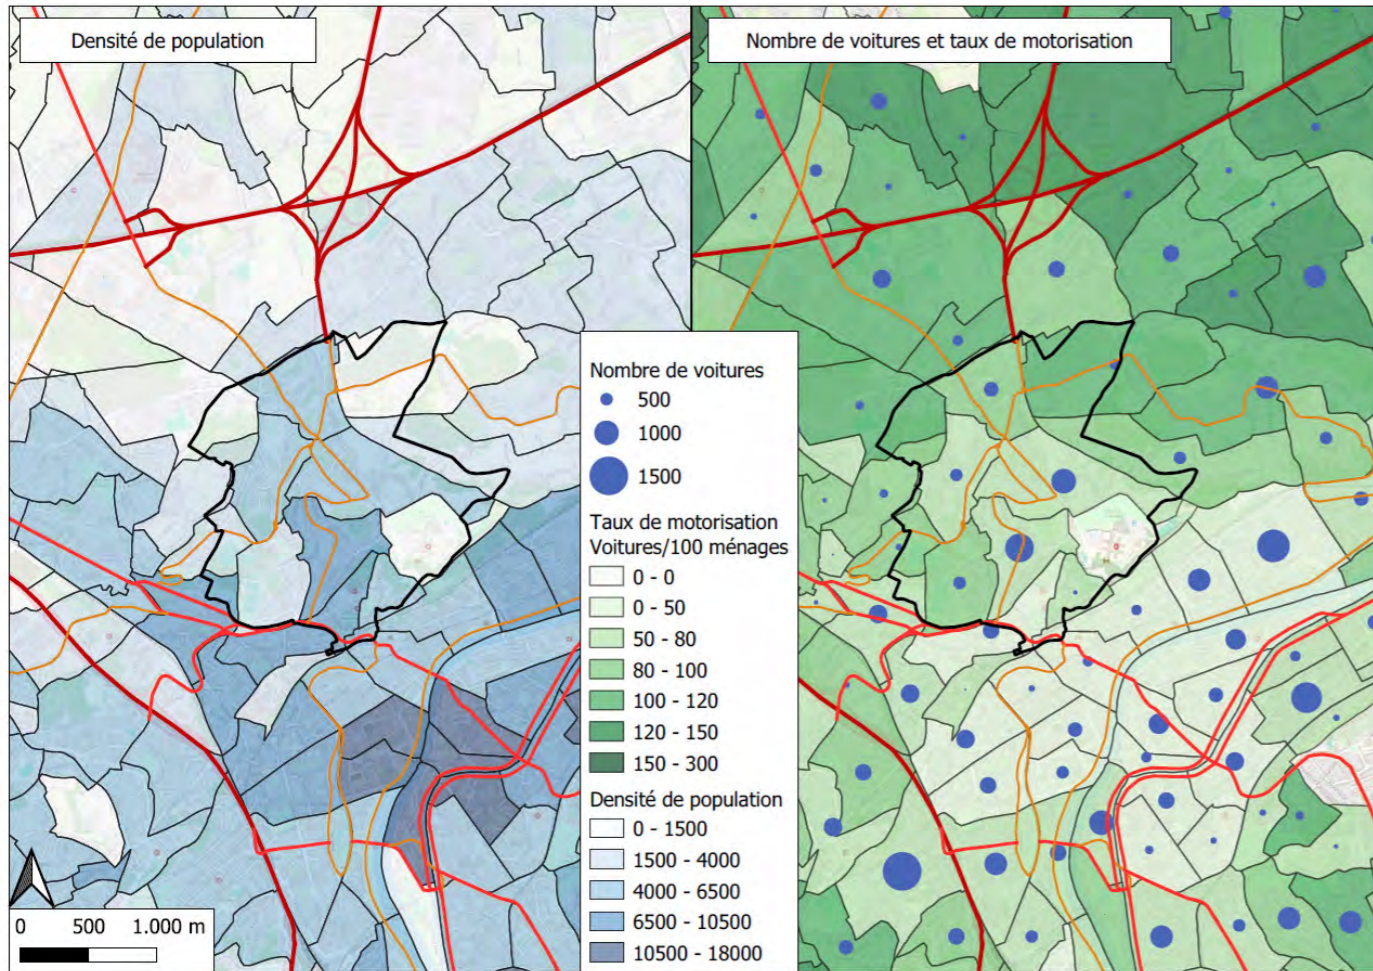 Densité de population
Nombre de voitures et taux de motorisation
Nombre de voitures
500
1000
1500
Taux de motorisation
Voitures/100 ménages
0 - 0
0 - 50
50 - 80
80 - 100
100 - 120
120 - 150
150 - 300
Densité de population
0 - 1500
1500 - 4000
4000 - 6500
6500 - 10500
10500 - 18000
0 500 1.000 m